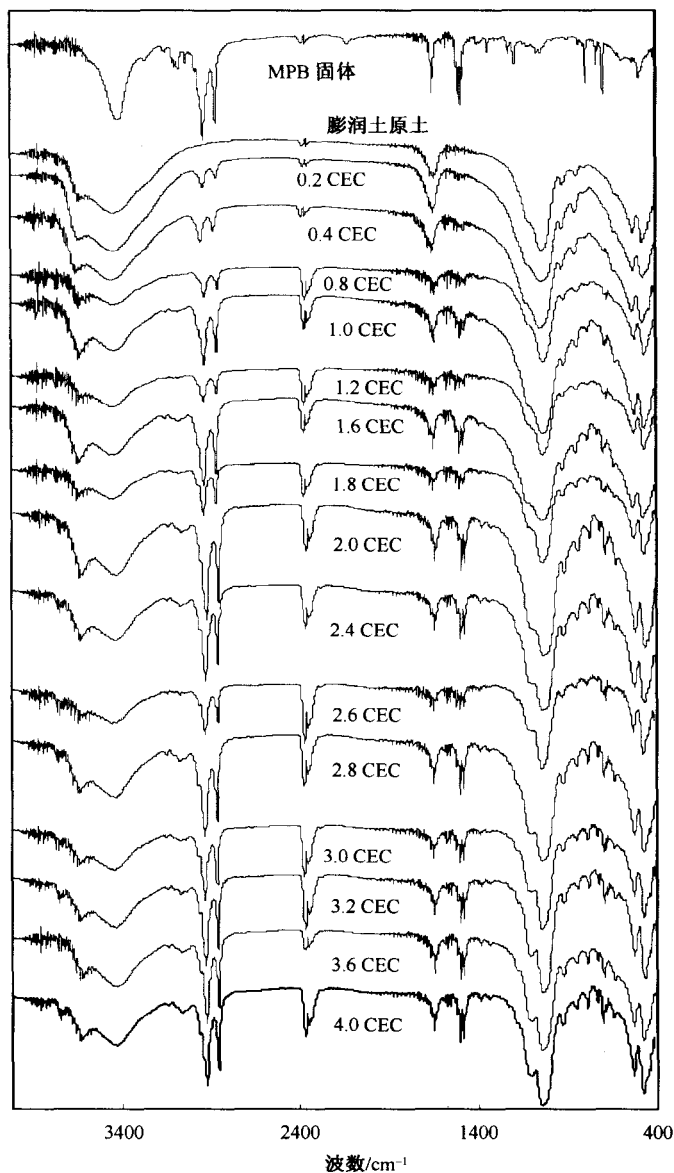 MPB 固体
膨润土原土
0.2 CEC
0.4 CEC
0.8 CEC
1.0 CEC
1.2 CEC
1.6 CEC
1.8 CEC
2.0 CEC
2.4 CEC
2.6 CEC
2.8 CEC
3.0 CEC
3.2 CEC
3.6 CEC
4.0 CEC
3400 2400 1400 400
波数/cm⁻¹